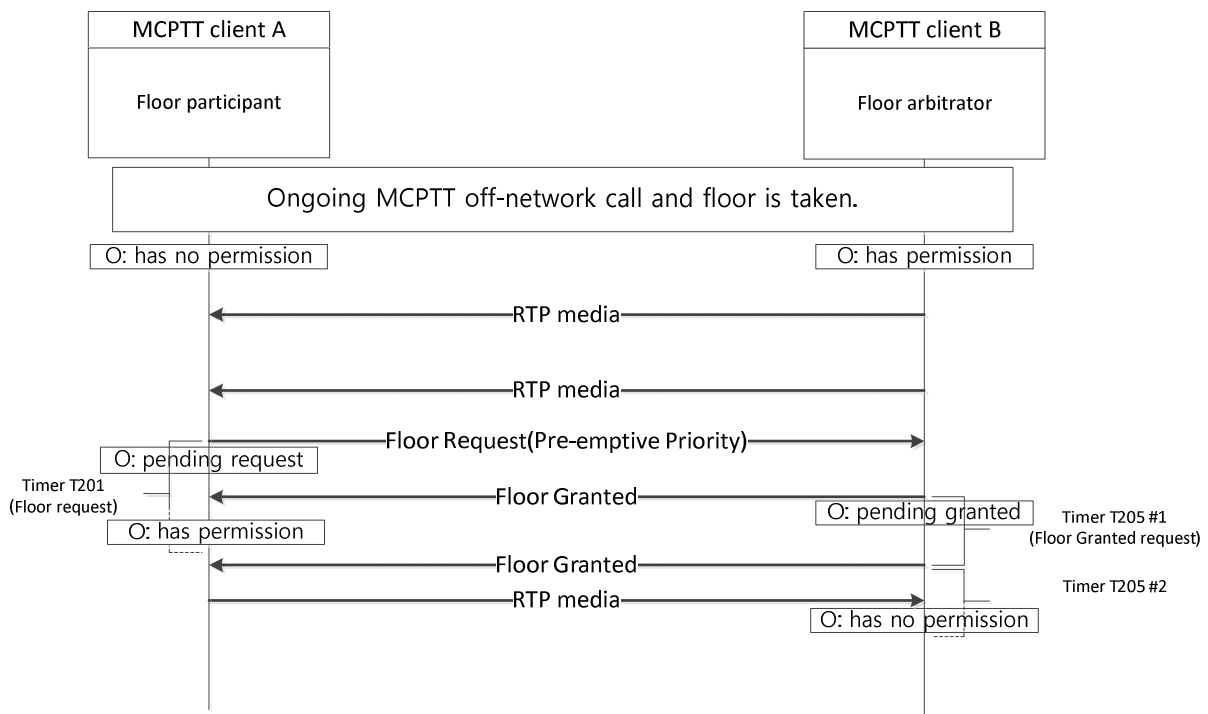 MCPTT client A
MCPTT client B
Floor participant
Floor arbitrator
Ongoing MCPTT off-network call and floor is taken.
O: has no permission
O: has permission
RTP media
RTP media
Floor Request(Pre-emptive Priority)
O: pending request
Timer T201
(Floor request)
Floor Granted
O: pending granted
Timer T205 #1
(Floor Granted request)
O: has permission
Floor Granted
Timer T205 #2
RTP media
O: has no permission